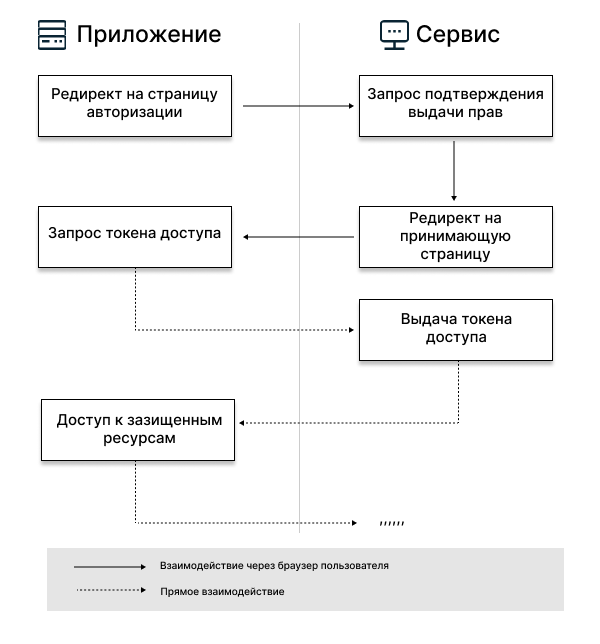 Приложение
Сервис
Редирект на страницу
авторизации
Запрос подтверждения
выдачи прав
Запрос токена доступа
Редирект на
принимающую
страницу
Выдача токена
доступа
Доступ к зазищенным
ресурсам
,,,,,,
Взаимодействие через браузер пользователя
Прямое взаимодействие